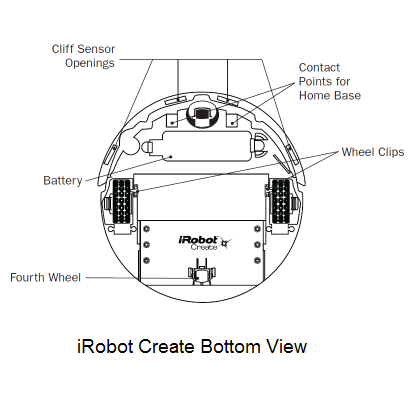 Cliff Sensor
Openings
Contact
Points for
Home Base
Wheel Clips
Battery
iRobot
Create
Fourth Wheel
iRobot Create Bottom View